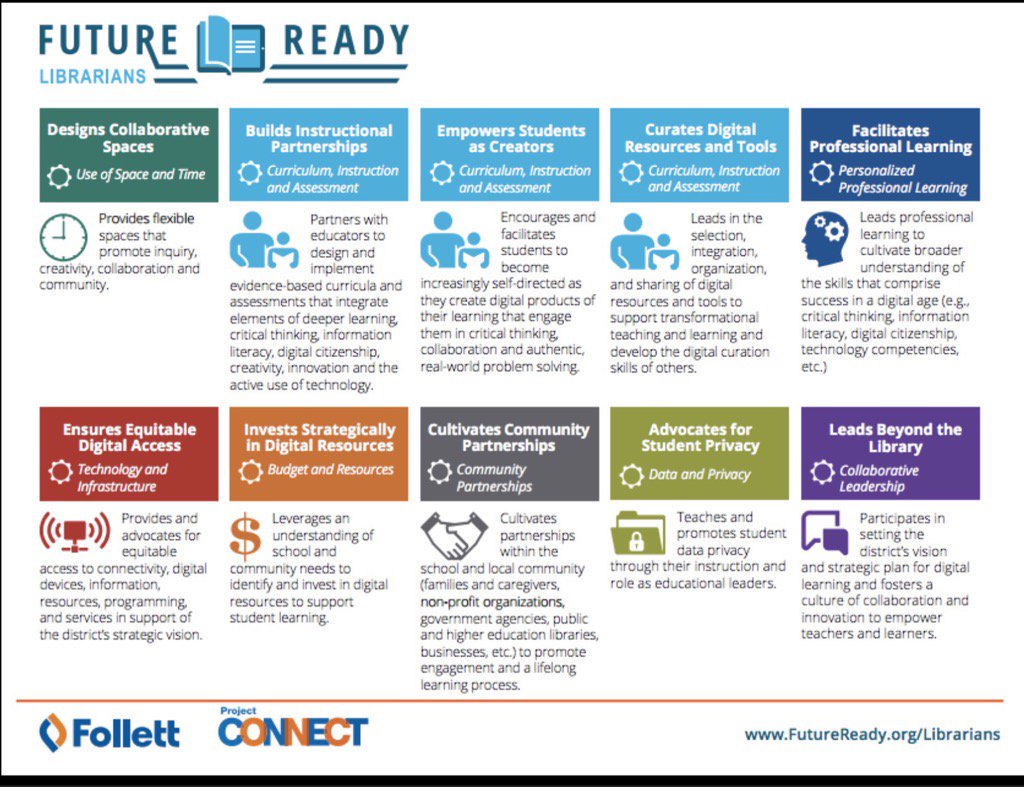 FUTURE READY
LIBRARIANS
Designs Collaborative
Spaces
Use of Space and Time
Provides flexible
spaces that
promote inquiry,
creativity, collaboration and
community.
Builds Instructional
Partnerships
Curriculum, Instruction
and Assessment
Partners with
educators to
design and
implement
evidence-based curricula and
assessments that integrate
elements of deeper learning,
critical thinking, information
literacy, digital citizenship,
creativity, innovation and the
active use of technology.
Empowers Students
as Creators
Curriculum, Instruction
and Assessment
Encourages and
facilitates
students to
become
increasingly self-directed as
they create digital products of
their learning that engage
them in critical thinking,
collaboration and authentic,
real-world problem solving.
Curates Digital
Resources and Tools
Curriculum, Instruction
and Assessment
Leads in the
selection,
integration,
organization,
and sharing of digital
resources and tools to
support transformational
teaching and learning and
develop the digital curation
skills of others.
Facilitates
Professional Learning
Personalized
Professional Learning
Leads professional
learning to
cultivate broader
understanding of
the skills that comprise
success in a digital age (e.g.,
critical thinking, information
literacy, digital citizenship,
technology competencies,
etc.)
Ensures Equitable
Digital Access
Technology and
Infrastructure
Provides and
advocates for
equitable
access to connectivity, digital
devices, information,
resources, programming,
and services in support of
the district's strategic vision.
Invests Strategically
in Digital Resources
Budget and Resources
$
Leverages an
understanding of
school and
community needs to
identify and invest in digital
resources to support
student learning.
Cultivates Community
Partnerships
Community
Partnerships
Cultivates
partnerships
within the
school and local community
(families and caregivers,
non-profit organizations,
government agencies, public
and higher education libraries,
businesses, etc.) to promote
engagement and a lifelong
learning process.
Advocates for
Student Privacy
Data and Privacy
Teaches and
promotes student
data privacy
through their instruction and
role as educational leaders.
Leads Beyond the
Library
Collaborative
Leadership
Participates in
setting the
district's vision
and strategic plan for digital
learning and fosters a
culture of collaboration and
innovation to empower
teachers and learners.
Follett
Project
CONNECT
www.FutureReady.org/Librarians